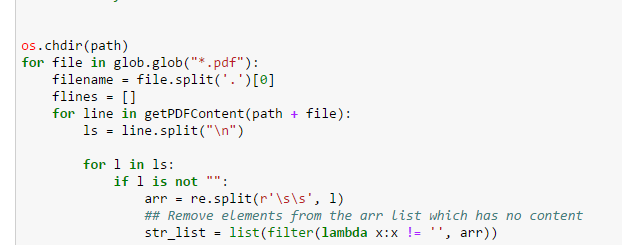 os.chdir(path)
for file in glob.glob("*.pdf"):
    filename = file.split('.')[0]
    flines = []
    for line in getPDFContent(path + file):
        ls = line.split("\n")
        for l in ls:
            if l is not "":
                arr = re.split(r'\s\s', l)
                ## Remove elements from the arr list which has no content
                str_list = list(filter(lambda x:x != '', arr))